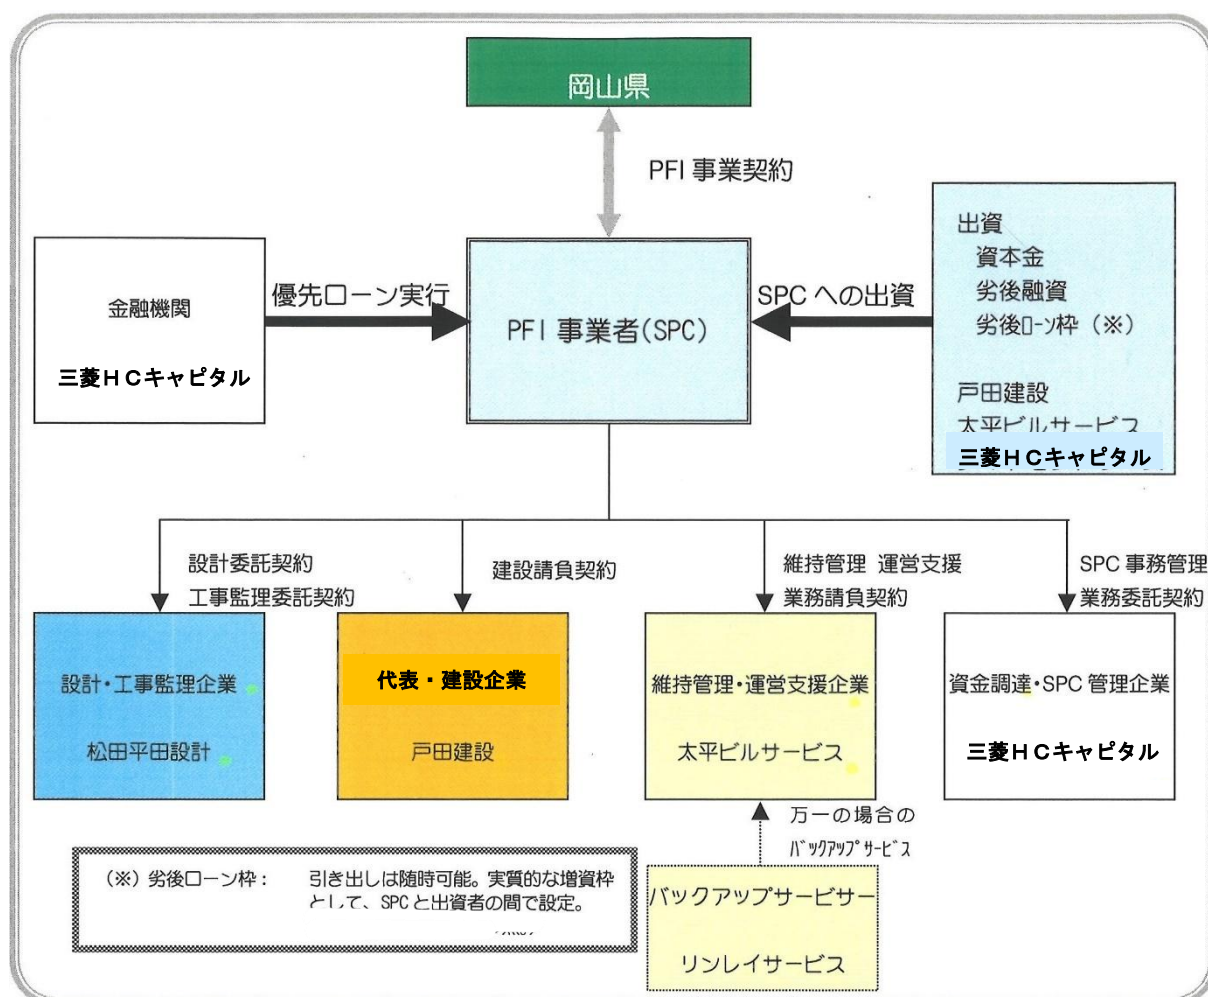 岡山県
PFI 事業契約
出資
資本金
劣後融資
劣後ローン枠（※）
戸田建設
太平ビルサービス
三菱ＨＣキャピタル
金融機関
三菱ＨＣキャピタル
優先ローン実行
PFI 事業者(SPC)
SPC への出資
設計委託契約
工事監理委託契約
建設請負契約
維持管理 運営支援
業務請負契約
SPC 事務管理
業務委託契約
設計・工事監理企業
松田平田設計
代表・建設企業
戸田建設
維持管理・運営支援企業
太平ビルサービス
資金調達・SPC 管理企業
三菱ＨＣキャピタル
万一の場合の
バックアップサービス
バックアップサービサー
リンレイサービス
（※）劣後ローン枠： 引き出しは随時可能。実質的な増資枠
として、SPCと出資者の間で設定。